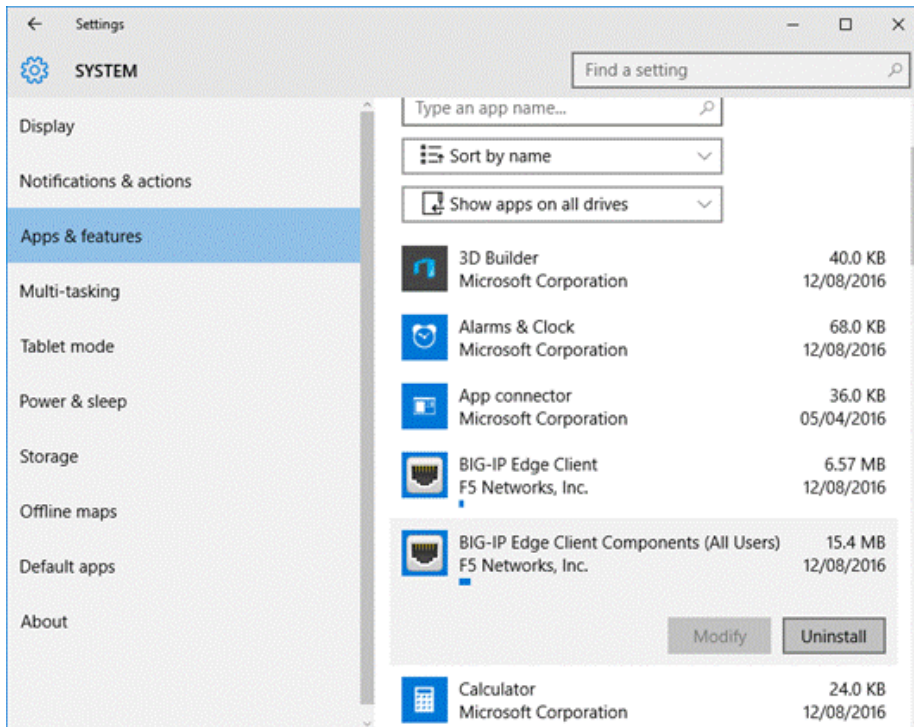 Settings
SYSTEM
Find a setting
Display
Notifications & actions
Apps & features
Multi-tasking
Tablet mode
Power & sleep
Storage
Offline maps
Default apps
About
Type an app name...
Sort by name
Show apps on all drives
3D Builder 40.0 KB
Microsoft Corporation 12/08/2016
Alarms & Clock 68.0 KB
Microsoft Corporation 12/08/2016
App connector 36.0 KB
Microsoft Corporation 05/04/2016
BIG-IP Edge Client 6.57 MB
F5 Networks, Inc. 12/08/2016
BIG-IP Edge Client Components (All Users) 15.4 MB
F5 Networks, Inc. 12/08/2016
Modify Uninstall
Calculator 24.0 KB
Microsoft Corporation 12/08/2016